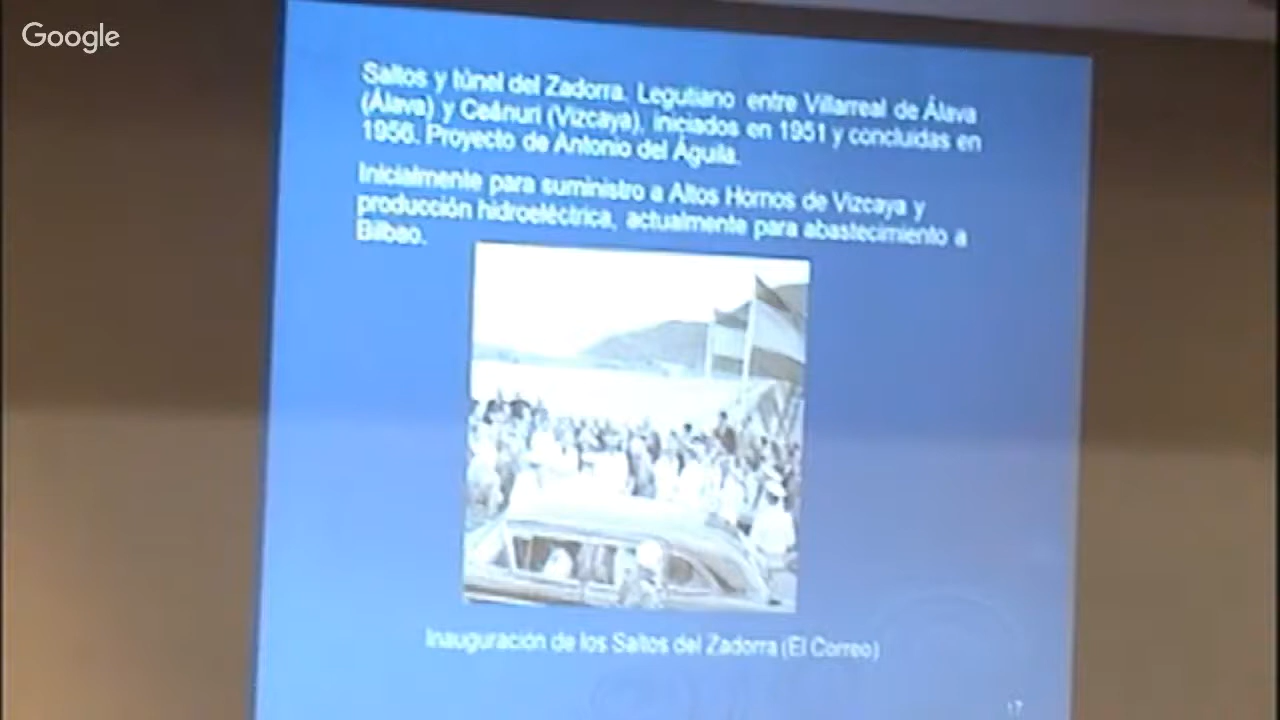 Google
Saltos y túnel del Zadorra. Legutiano entre Villarreal de Álava
(Álava) y Ceánuri (Vizcaya), iniciados en 1951 y concluidas en
1956. Proyecto de Antonio del Águila.
Inicialmente para suministro a Altos Hornos de Vizcaya y
producción hidroeléctrica, actualmente para abastecimiento a
Bilbao.
Inauguración de los Saltos del Zadorra (El Correo)
17